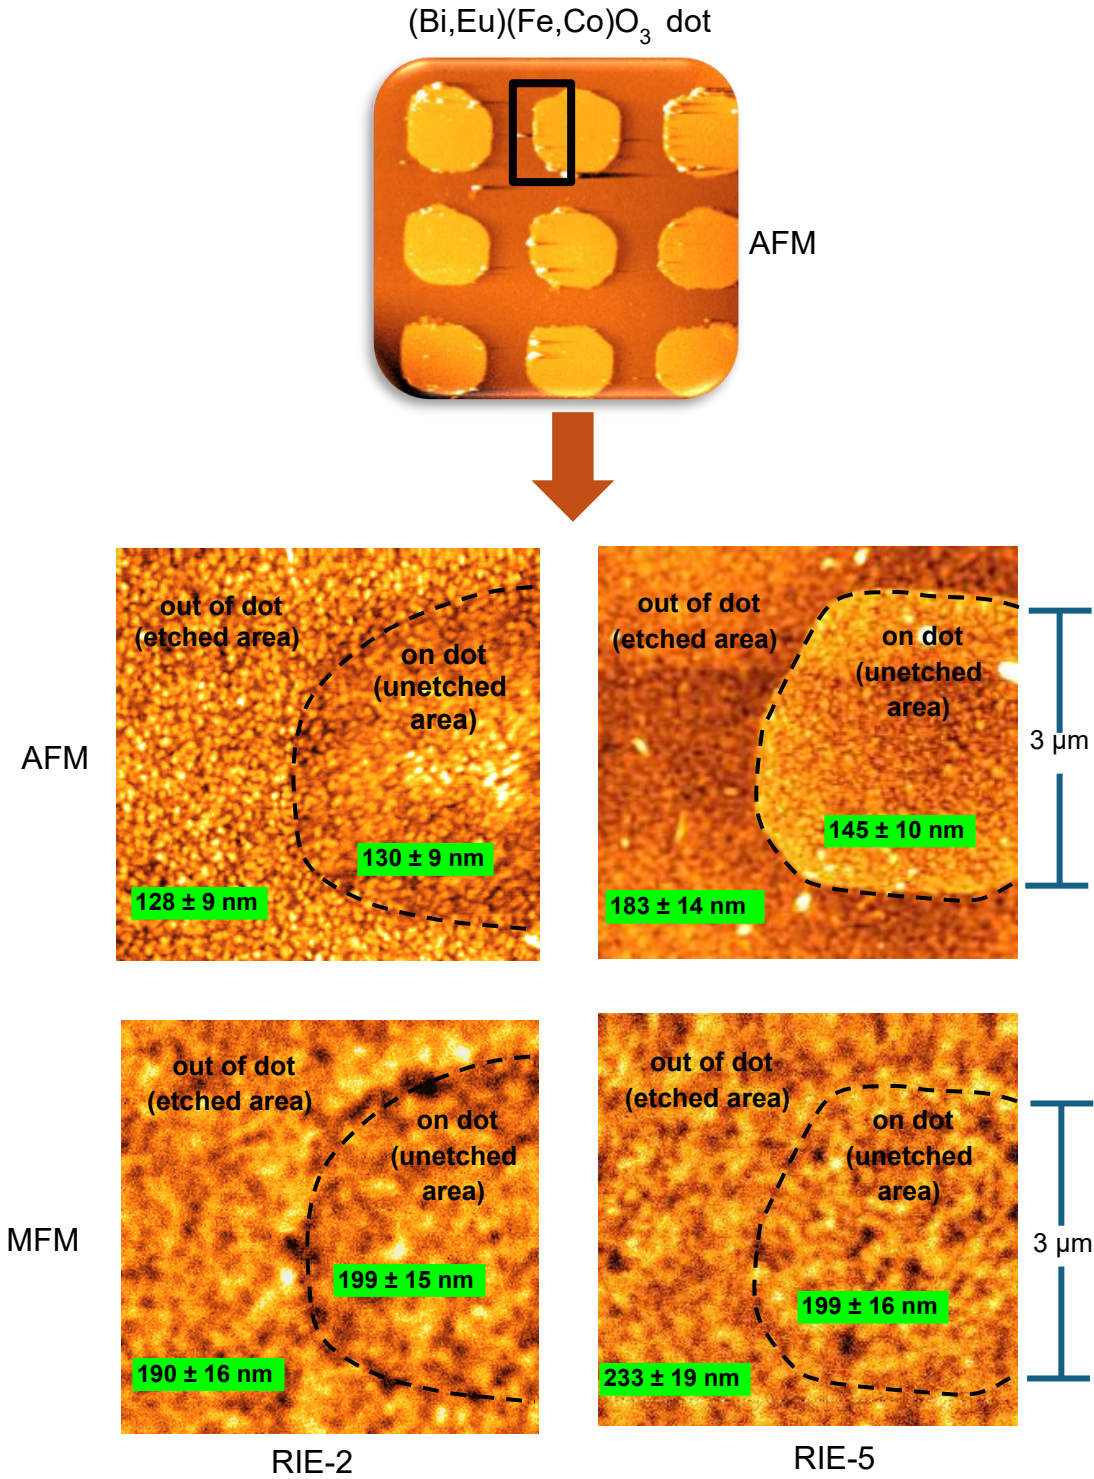 (Bi,Eu)(Fe,Co)O3 dot
AFM
out of dot
(etched area)
on dot
(unetched
area)
130 ± 9 nm
128 ± 9 nm
out of dot
(etched area)
on dot
(unetched
area)
145 ± 10 nm
183 ± 14 nm
3 µm
AFM
out of dot
(etched area)
on dot
(unetched
area)
199 ± 15 nm
190 ± 16 nm
out of dot
(etched area)
on dot
(unetched
area)
199 ± 16 nm
233 ± 19 nm
3 µm
MFM
RIE-2
RIE-5